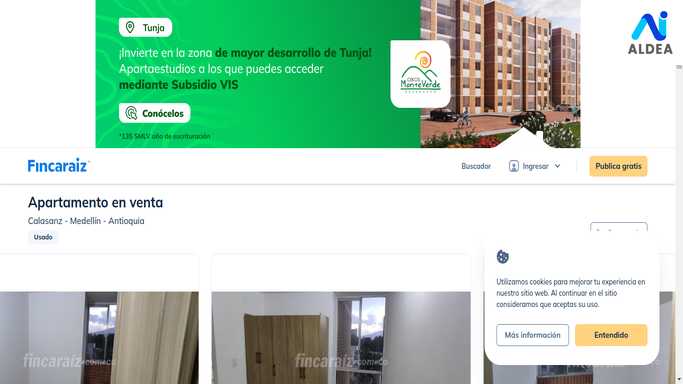 Tunja
¡Invierte en la zona de mayor desarrollo de Tunja!
Apartaestudios a los que puedes acceder
mediante Subsidio VIS
Conócelos
*135 SMLV año de escrituración
MonteVerde
ALDEA
Fincaraiz
Buscador
Ingresar
Publica gratis
Apartamento en venta
Calasanz - Medellín - Antioquia
Usado
Utilizamos cookies para mejorar tu experiencia en
nuestro sitio web. Al continuar en el sitio
consideramos que aceptas su uso.
Más información
Entendido
fincaraiz.com.co
fincaraiz.com.co